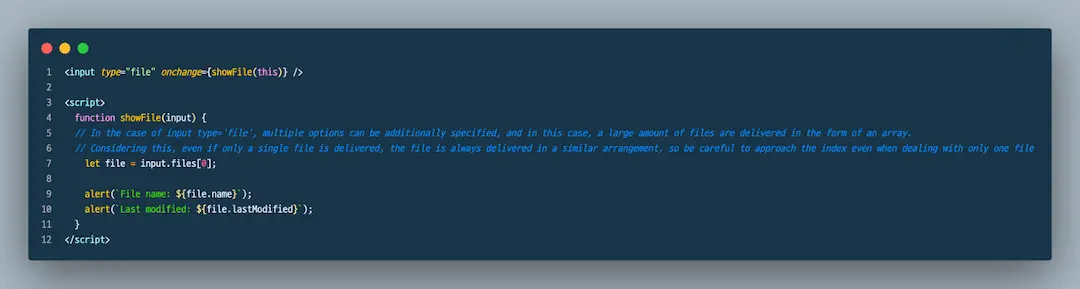 1 <input type="file" onchange={showFile(this)} />
2
3 <script>
4 function showFile(input) {
5 // In the case of input type='file', multiple options can be additionally specified, and in this case, a large amount of files are delivered in the form of an array.
6 // Considering this, even if only a single file is delivered, the file is always delivered in a similar arrangement, so be careful to approach the index even when dealing with only one file
7 let file = input.files[0];
8
9 alert(`File name: ${file.name}`);
10 alert(`Last modified: ${file.lastModified}`);
11 }
12 </script>